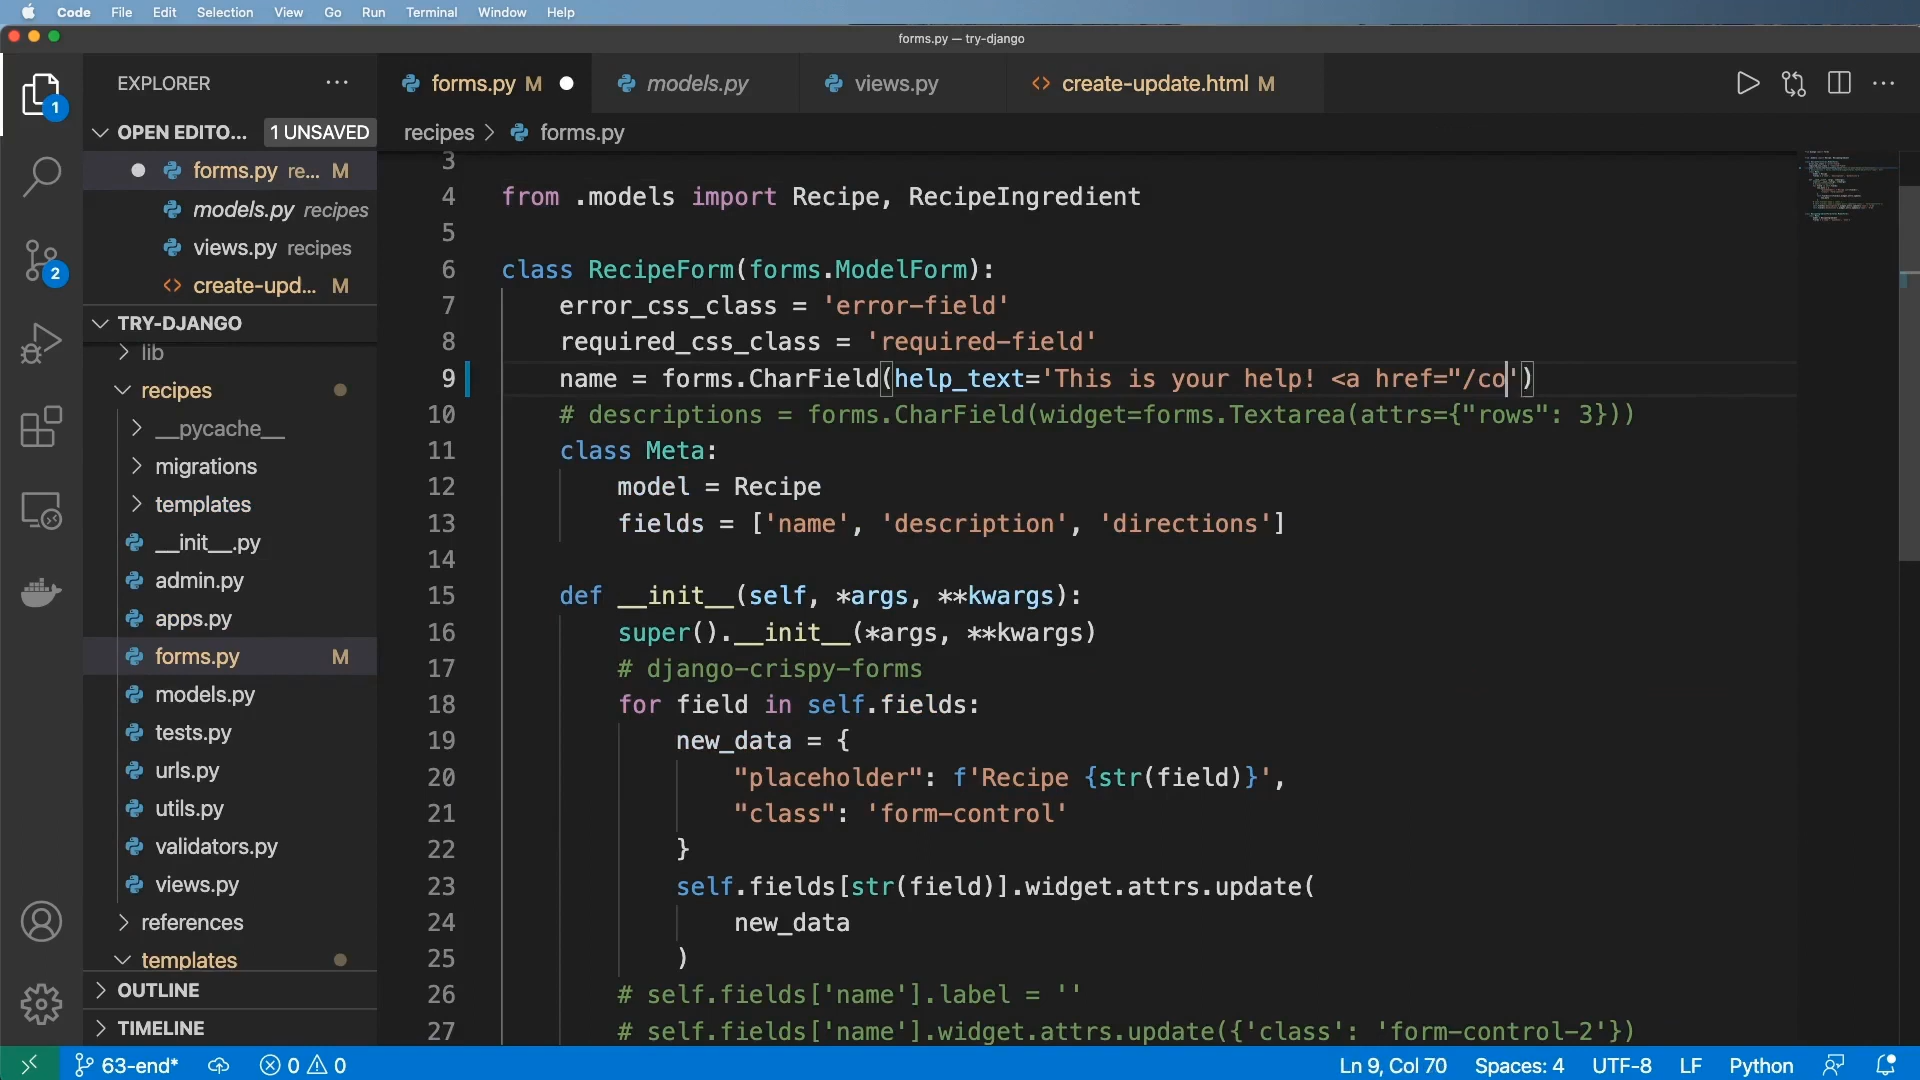 Code File Edit Selection View Go Run Terminal Window Help
forms.py — try-django
EXPLORER
forms.py M
models.py
views.py
create-update.html M
1
OPEN EDITO... 1 UNSAVED
recipes > forms.py
forms.py re... M
models.py recipes
views.py recipes
create-upd... M
2
TRY-DJANGO
lib
recipes
__pycache__
migrations
templates
__init__.py
admin.py
apps.py
forms.py M
models.py
tests.py
urls.py
utils.py
validators.py
views.py
references
templates
OUTLINE
TIMELINE
3
4 from .models import Recipe, RecipeIngredient
5
6 class RecipeForm(forms.ModelForm):
7 error_css_class = 'error-field'
8 required_css_class = 'required-field'
9 name = forms.CharField(help_text='This is your help! <a href="/co')
10 # descriptions = forms.CharField(widget=forms.Textarea(attrs={"rows": 3}))
11 class Meta:
12 model = Recipe
13 fields = ['name', 'description', 'directions']
14
15 def __init__(self, *args, **kwargs):
16 super().__init__(*args, **kwargs)
17 # django-crispy-forms
18 for field in self.fields:
19 new_data = {
20 "placeholder": f'Recipe {str(field)}',
21 "class": 'form-control'
22 }
23 self.fields[str(field)].widget.attrs.update(
24 new_data
25 )
26 # self.fields['name'].label = ''
27 # self.fields['name'].widget.attrs.update({'class': 'form-control-2'})
63-end* 0 0 Ln 9, Col 70 Spaces: 4 UTF-8 LF Python